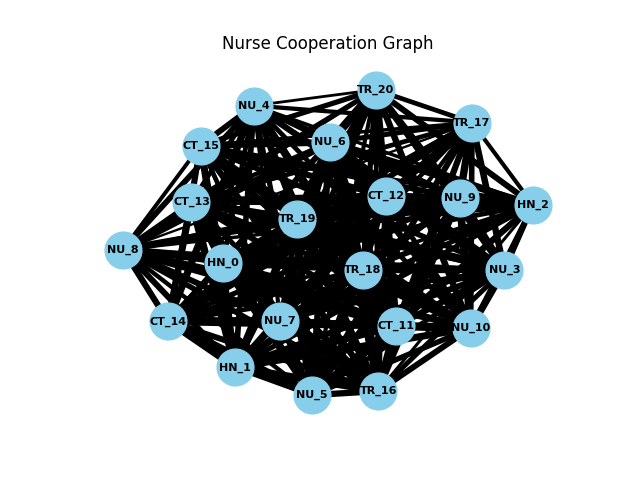 Nurse Cooperation Graph
TR_20
NU_4
TR_17
NU_6
CT_15
CT_12
NU_9
CT_13
HN_2
TR_19
NU_8
HN_0
TR_18
NU_3
CT_14
NU_7
CT_11
NU_10
HN_1
TR_16
NU_5